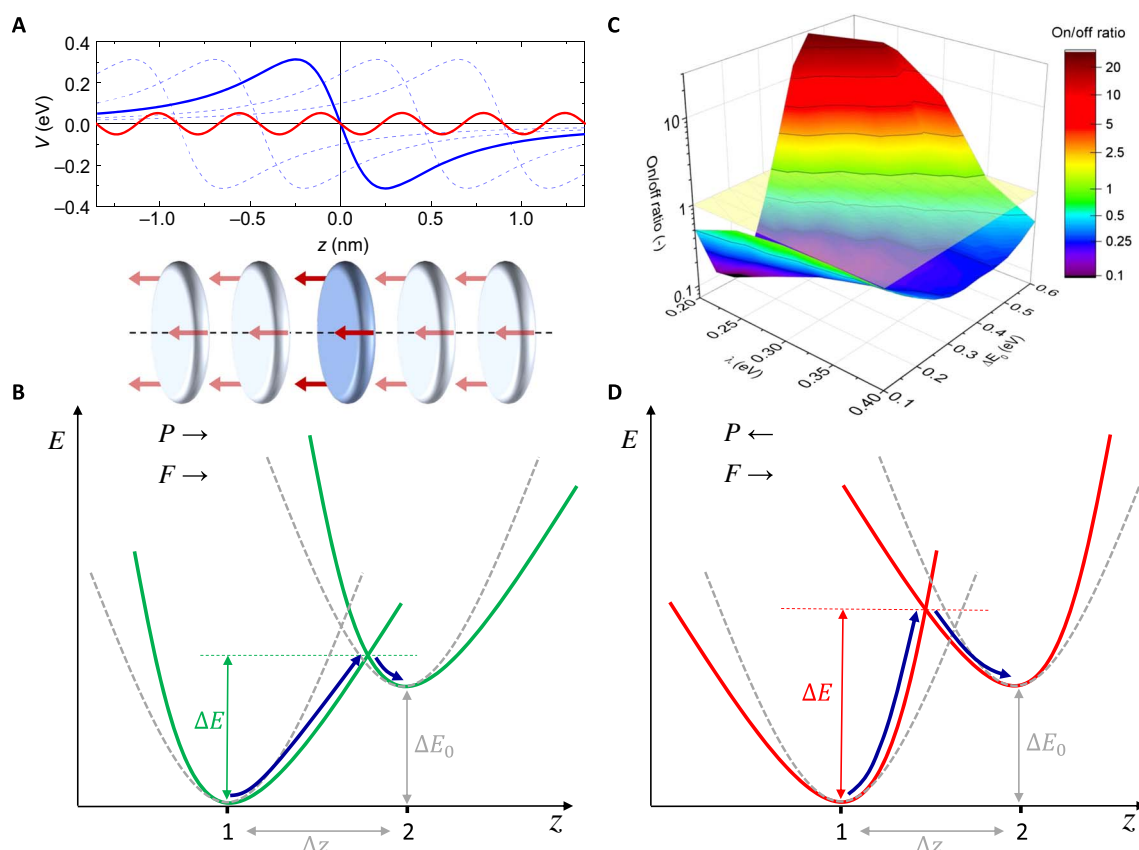 A
V (eV)
0.4
0.2
0.0
–0.2
–0.4
–1.0
–0.5
0.0
0.5
1.0
z (nm)
C
On/off ratio
20
10
5
2.5
1
0.5
0.25
0.1
On/off ratio (-)
10
1
0.1
0.20
0.25
0.30
0.35
0.40
λ (eV)
0.1
0.2
0.3
0.4
0.5
0.6
ΔE0 (eV)
B
E
P →
F →
ΔE
ΔE0
1
2
z
Δz
D
E
P ←
F →
ΔE
ΔE0
1
2
z
Δz